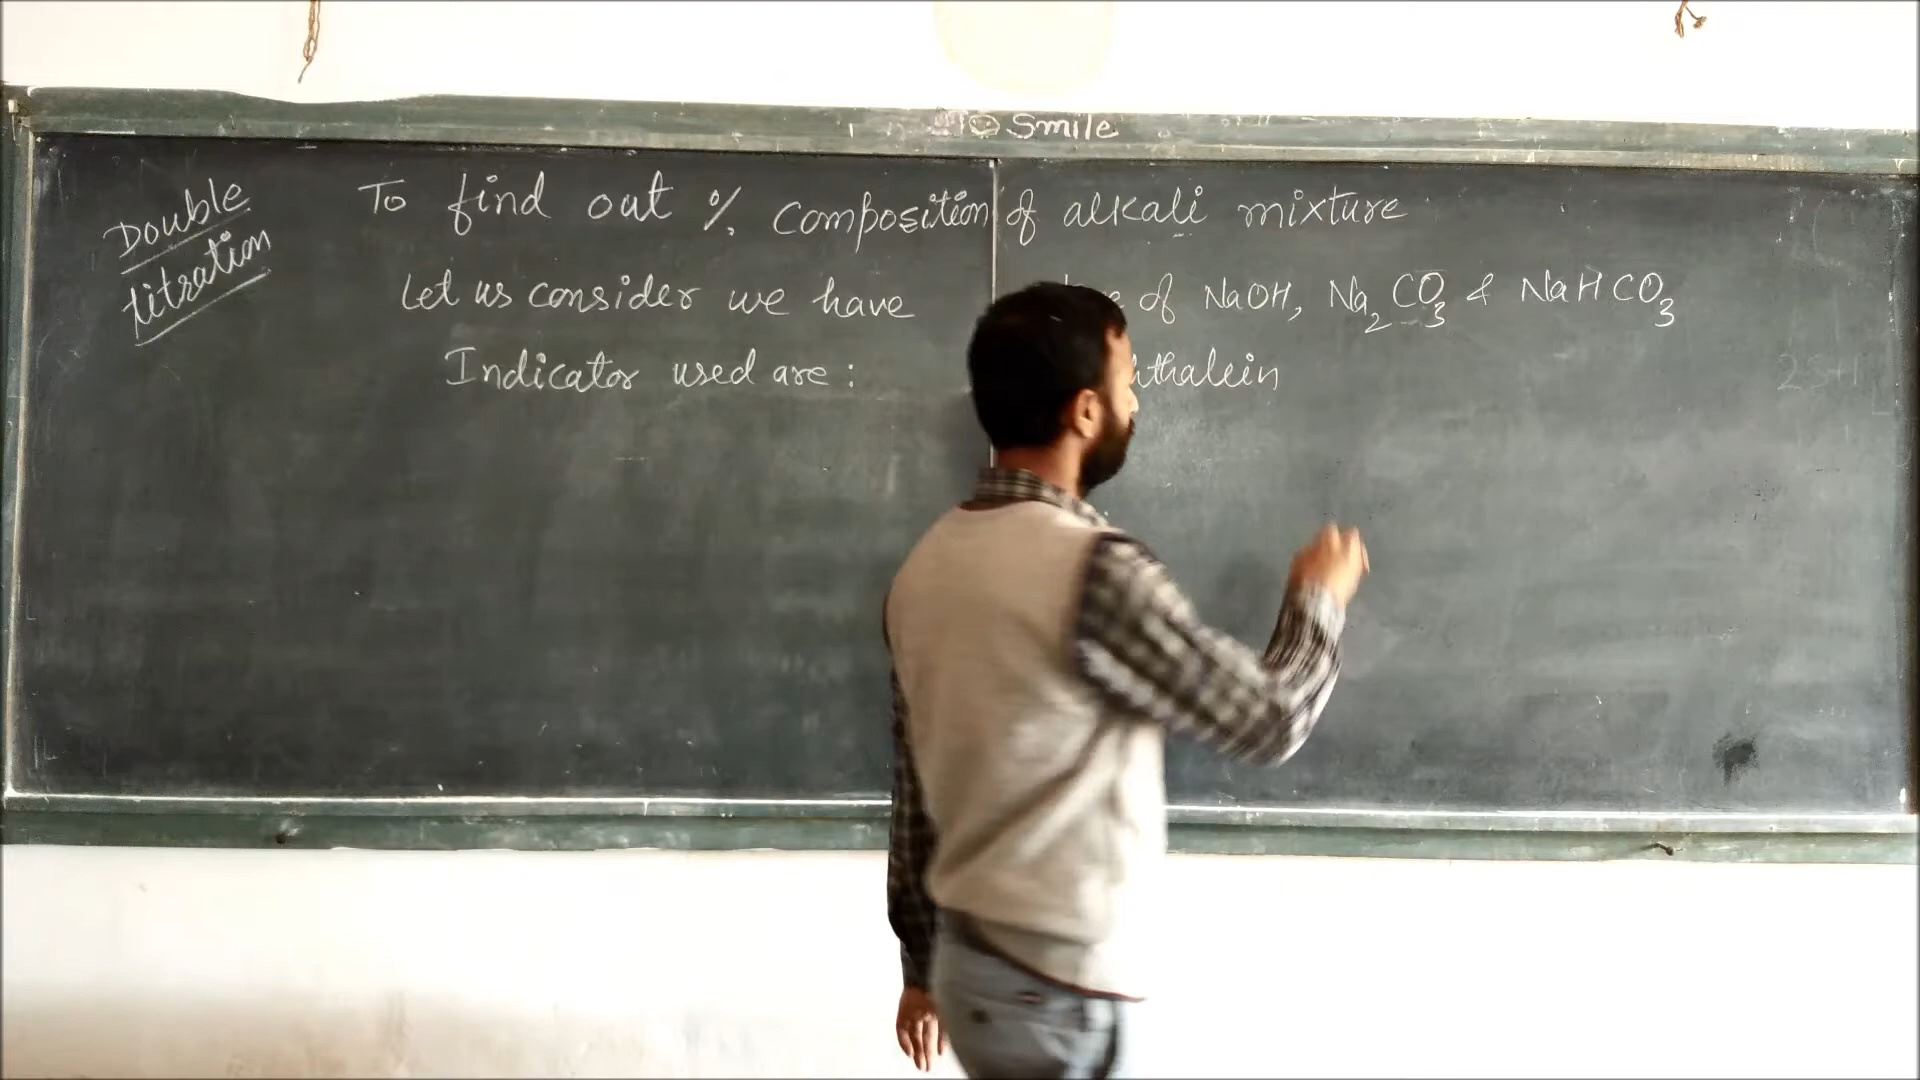 Smile
Double
titration
To find out % composition of alkali mixture
Let us consider we have of NaOH, Na2CO3 & NaHCO3
Indicator used are : hthalein